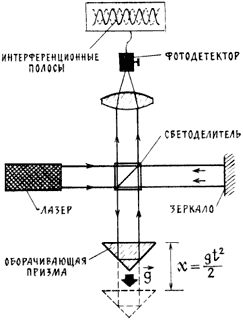 ИНТЕРФЕРЕНЦИОННЫЕ
ПОЛОСЫ
ФОТОДЕТЕКТОР
СВЕТОДЕЛИТЕЛЬ
ЛАЗЕР
ЗЕРКАЛО
ОБОРАЧИВАЮЩАЯ
ПРИЗМА
g⃗
x = gt²/2